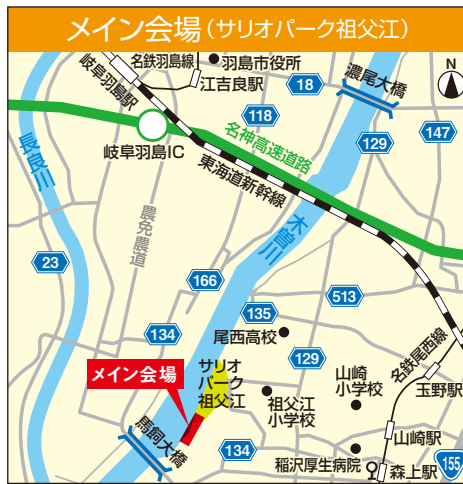 メイン会場（サリオパーク祖父江）
名鉄羽島線
羽島市役所
江吉良駅
岐阜羽島駅
18
濃尾大橋
N
118
129
147
岐阜羽島IC
名神高速道路
東海道新幹線
長良川
農免農道
木曽川
23
166
513
135
尾西高校
134
129
名鉄尾西線
メイン会場
サリオ
パーク
祖父江
祖父江
小学校
山崎
小学校
玉野駅
馬飼大橋
134
山崎駅
稲沢厚生病院
森上駅
155